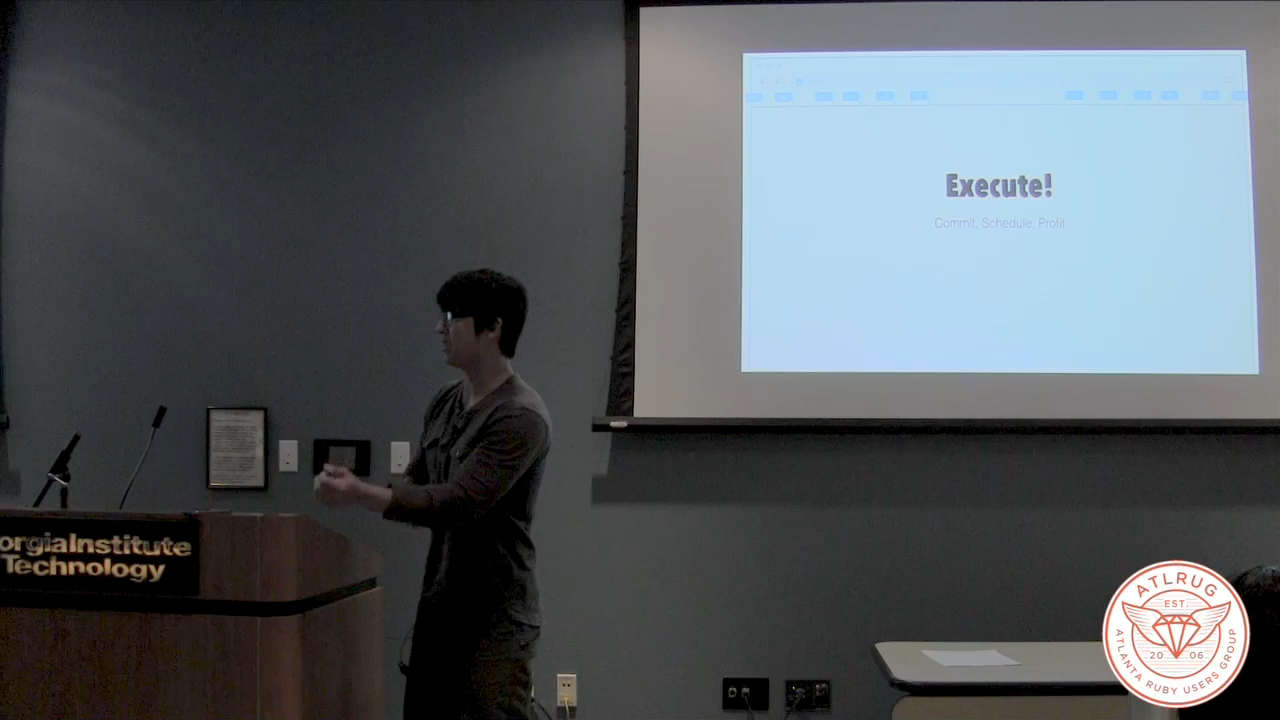 Execute!
Commit, Schedule, Profit
orgiaInstitute
Technology
ATLRUG
EST.
20 06
ATLANTA RUBY USERS GROUP